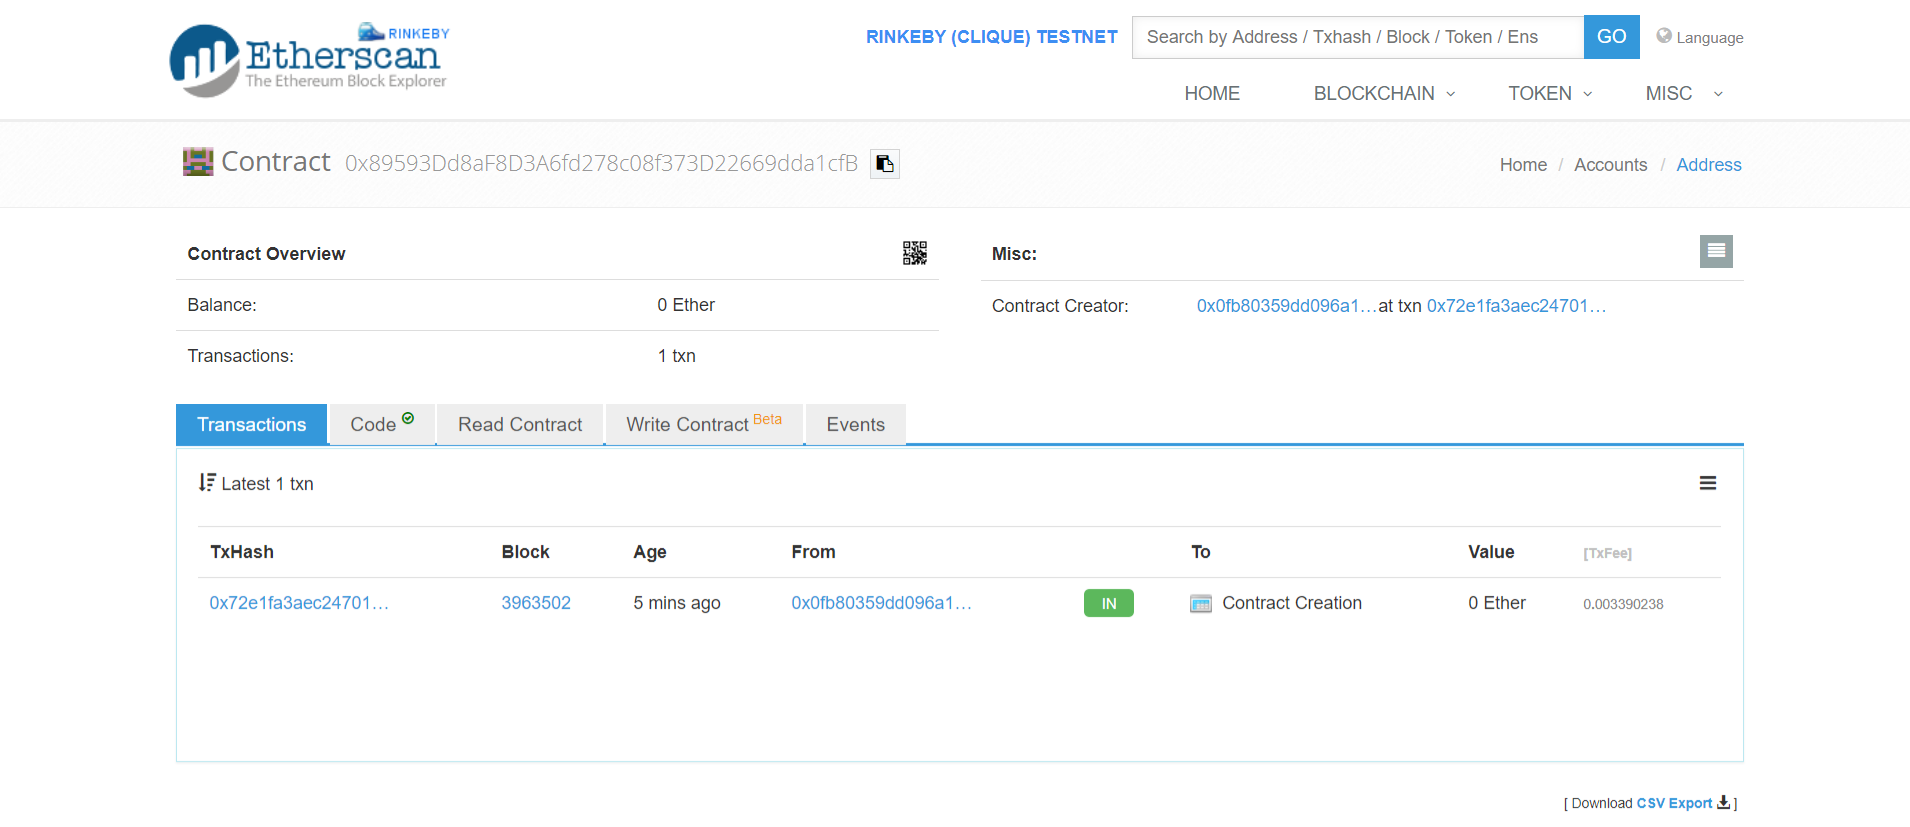 RINKEBY
Etherscan
The Ethereum Block Explorer
RINKEBY (CLIQUE) TESTNET
Search by Address / Txhash / Block / Token / Ens
GO
Language
HOME BLOCKCHAIN TOKEN MISC
Contract 0x89593Dd8aF8D3A6fd278c08f373D22669dda1cfB
Home / Accounts / Address
Contract Overview
Balance: 0 Ether
Transactions: 1 txn
Misc:
Contract Creator: 0x0fb80359dd096a1...at txn 0x72e1fa3aec24701...
Transactions Code Read Contract Write Contract Beta Events
Latest 1 txn
TxHash Block Age From To Value [TxFee]
0x72e1fa3aec24701... 3963502 5 mins ago 0x0fb80359dd096a1... IN Contract Creation 0 Ether 0.003390238
[ Download CSV Export ]